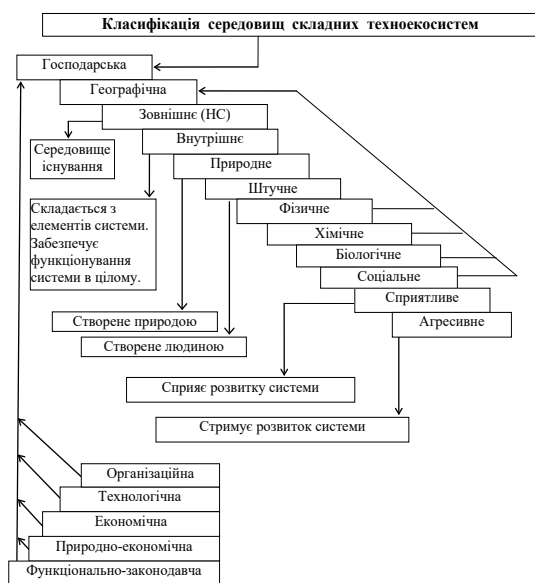 Класифікація середовищ складних техноекосистем
Господарська
Географічна
Зовнішнє (НС)
Середовище
існування
Внутрішнє
Природне
Штучне
Складається з
елементів системи.
Забезпечує
функціонування
системи в цілому.
Фізичне
Хімічне
Біологічне
Соціальне
Сприятливе
Агресивне
Створене природою
Створене людиною
Сприяє розвитку системи
Стримує розвиток системи
Організаційна
Технологічна
Економічна
Природно-економічна
Функціонально-законодавча